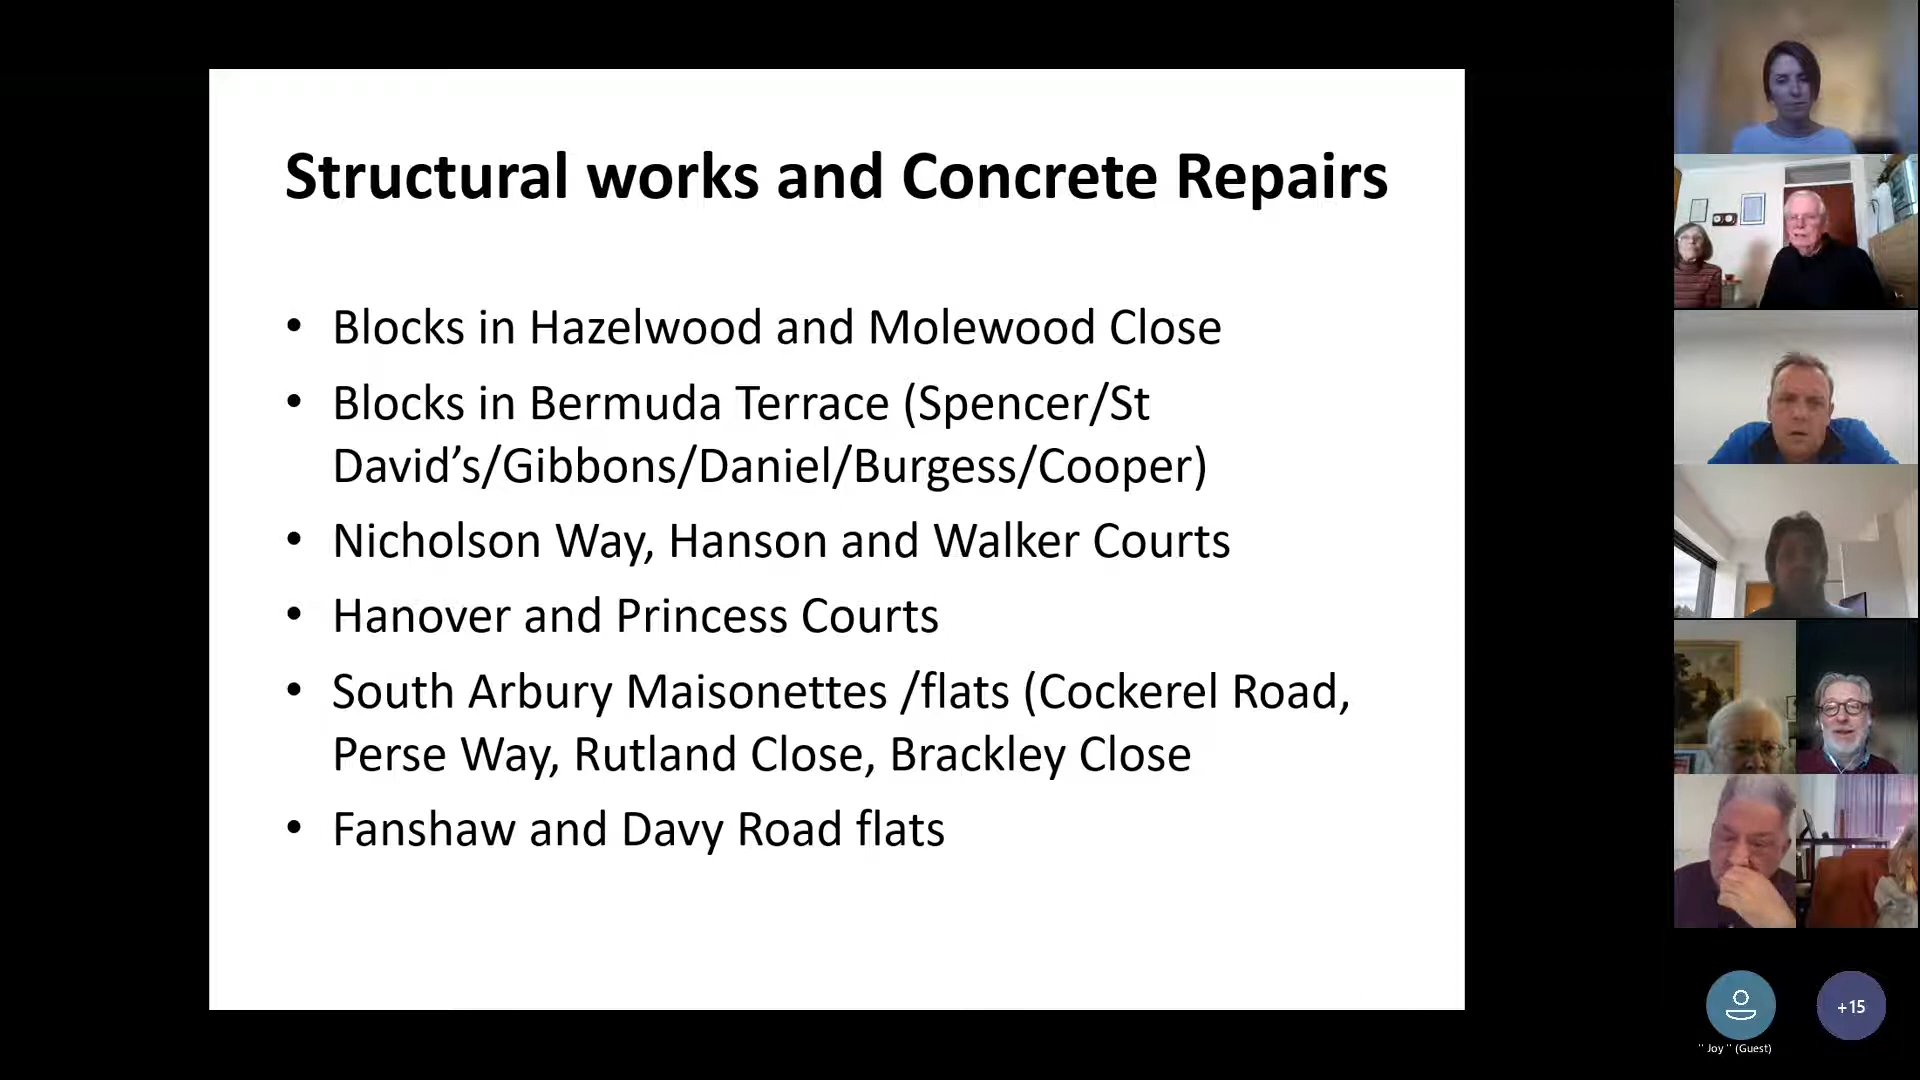 Structural works and Concrete Repairs
• Blocks in Hazelwood and Molewood Close
• Blocks in Bermuda Terrace (Spencer/St
David’s/Gibbons/Daniel/Burgess/Cooper)
• Nicholson Way, Hanson and Walker Courts
• Hanover and Princess Courts
• South Arbury Maisonettes /flats (Cockerel Road,
Perse Way, Rutland Close, Brackley Close
• Fanshaw and Davy Road flats
+15
" Joy " (Guest)